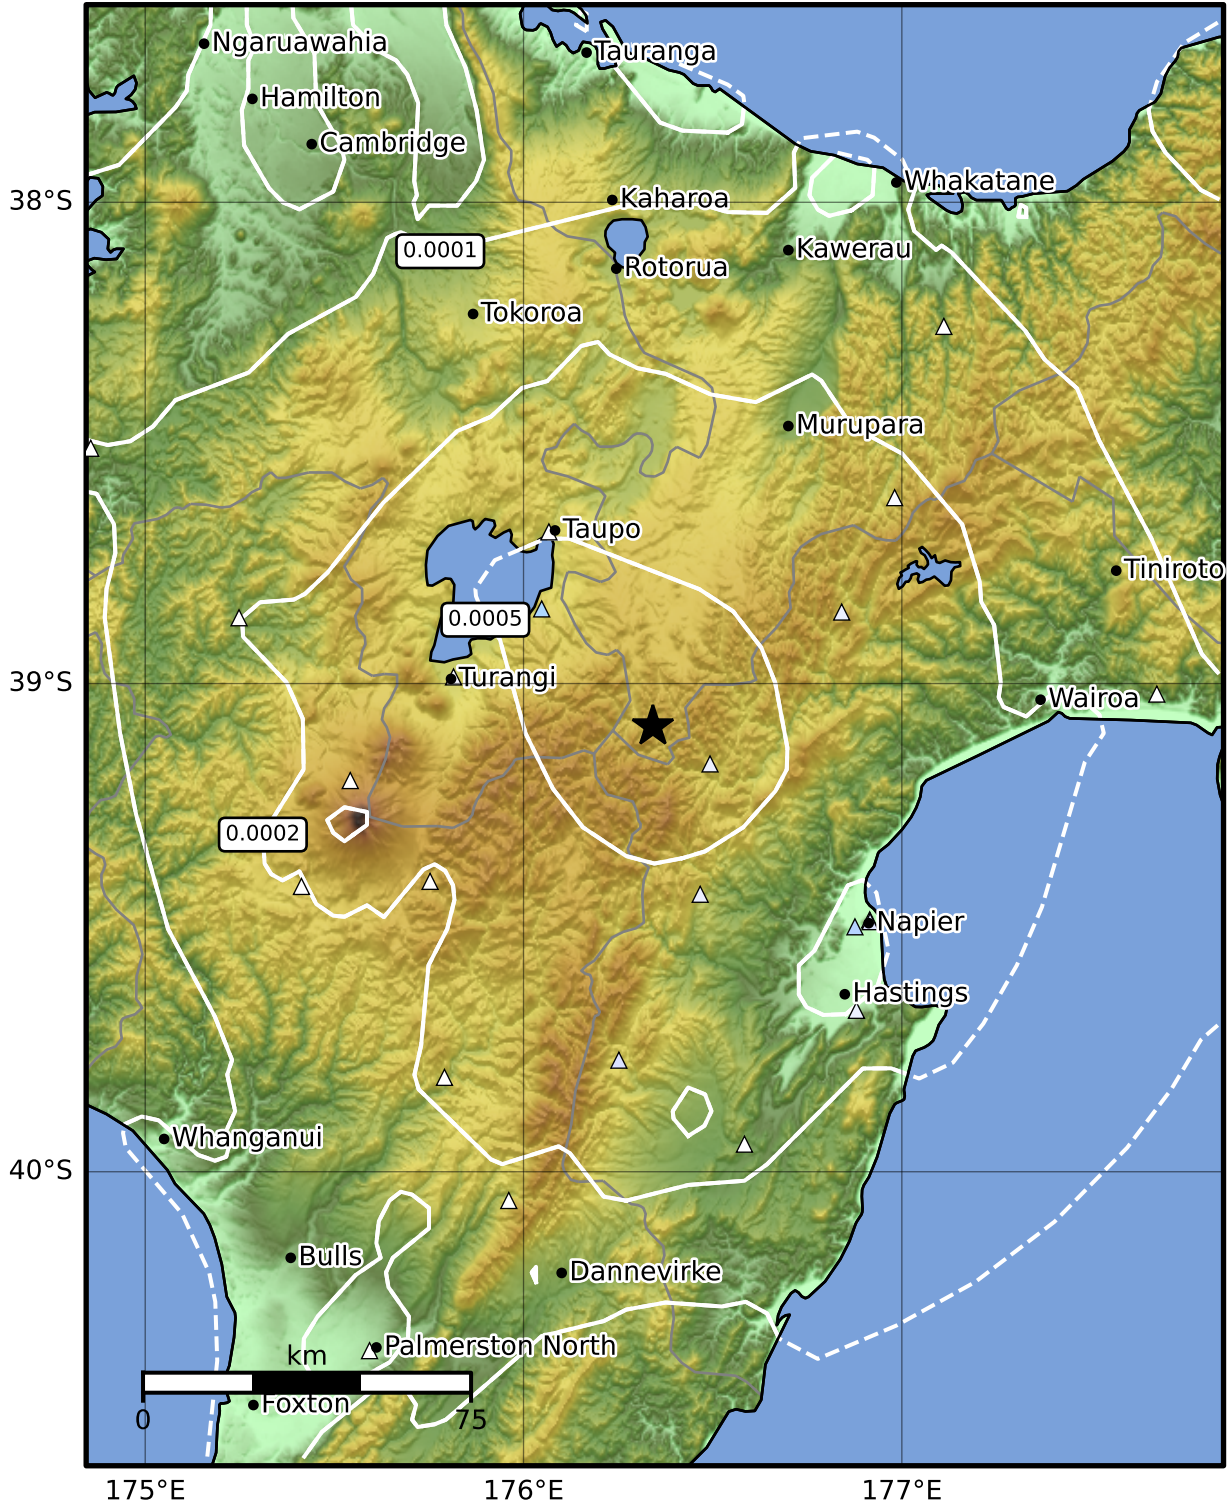 Ngaruawahia
Tauranga
Hamilton
Cambridge
Whakatane
38°S
Kaharoa
0.0001
Kawerau
Rotorua
Tokoroa
Murupara
Taupo
Tiniroto
0.0005
39°S
Turangi
Wairoa
0.0002
Napier
Hastings
Whanganui
40°S
Bulls
Dannevirke
Palmerston North
km
Foxton
0 75
175°E 176°E 177°E